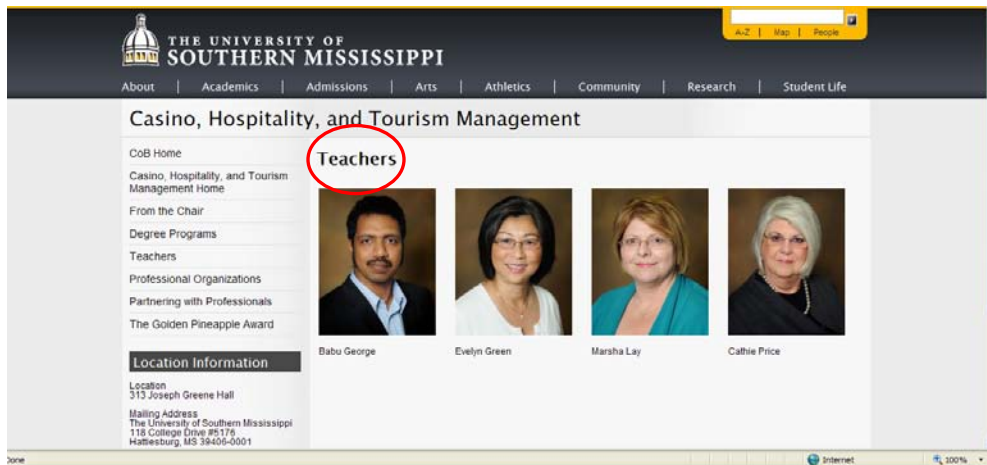 THE UNIVERSITY OF
SOUTHERN MISSISSIPPI
A-Z | Map | People
About | Academics | Admissions | Arts | Athletics | Community | Research | Student Life
Casino, Hospitality, and Tourism Management
CoB Home
Casino, Hospitality, and Tourism
Management Home
From the Chair
Degree Programs
Teachers
Professional Organizations
Partnering with Professionals
The Golden Pineapple Award
Location Information
Location
313 Joseph Greene Hall
Mailing Address
The University of Southern Mississippi
118 College Drive #5176
Hattiesburg, MS 39406-0001
Teachers
Babu George
Evelyn Green
Marsha Lay
Cathie Price
Done
Internet
100%